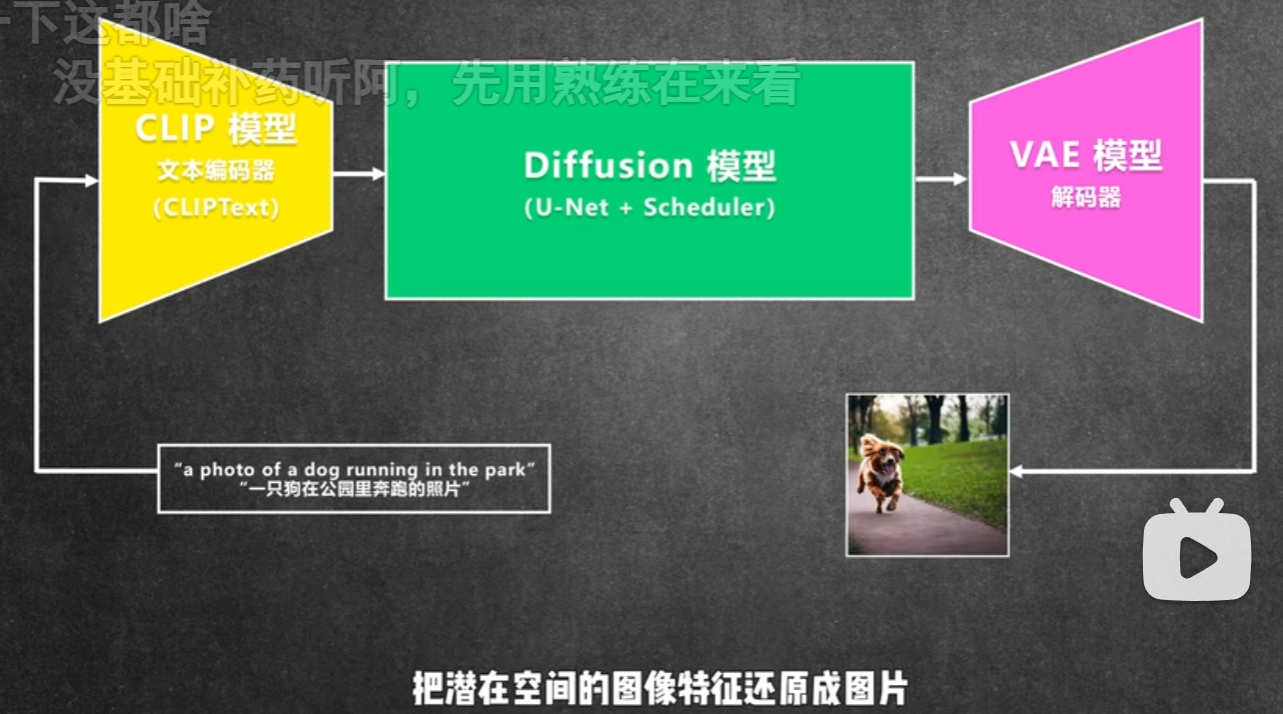 一下这都啥
没基础补药听阿，先用熟练在来看
CLIP 模型
文本编码器
(CLIPText)
Diffusion 模型
(U-Net + Scheduler)
VAE 模型
解码器
“a photo of a dog running in the park”
“一只狗在公园里奔跑的照片”
把潜在空间的图像特征还原成图片